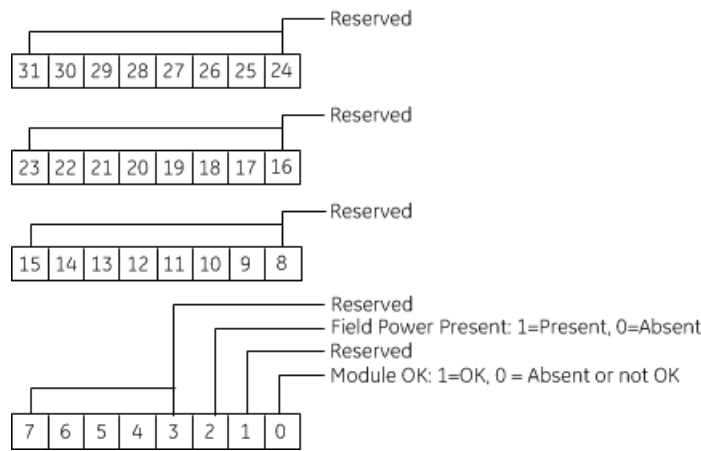 Reserved
31 30 29 28 27 26 25 24
Reserved
23 22 21 20 19 18 17 16
Reserved
15 14 13 12 11 10 9 8
Reserved
Field Power Present: 1=Present, 0=Absent
Reserved
Module OK: 1=OK, 0 = Absent or not OK
7 6 5 4 3 2 1 0